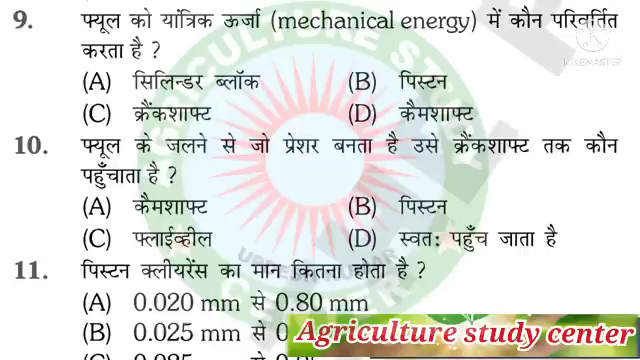 9. फ्यूल को यांत्रिक ऊर्जा (mechanical energy) में कौन परिवर्तित
करता है ?
(A) सिलिन्डर ब्लॉक (B) पिस्टन
(C) क्रैंकशाफ्ट (D) कैमशाफ्ट
10. फ्यूल के जलने से जो प्रेशर बनता है उसे क्रैंकशाफ्ट तक कौन
पहुँचाता है ?
(A) कैमशाफ्ट (B) पिस्टन
(C) फ्लाईव्हील (D) स्वतः पहुँच जाता है
11. पिस्टन क्लीयरेंस का मान कितना होता है ?
(A) 0.020 mm से 0.80 mm
(B) 0.025 mm से 0
Agriculture study center